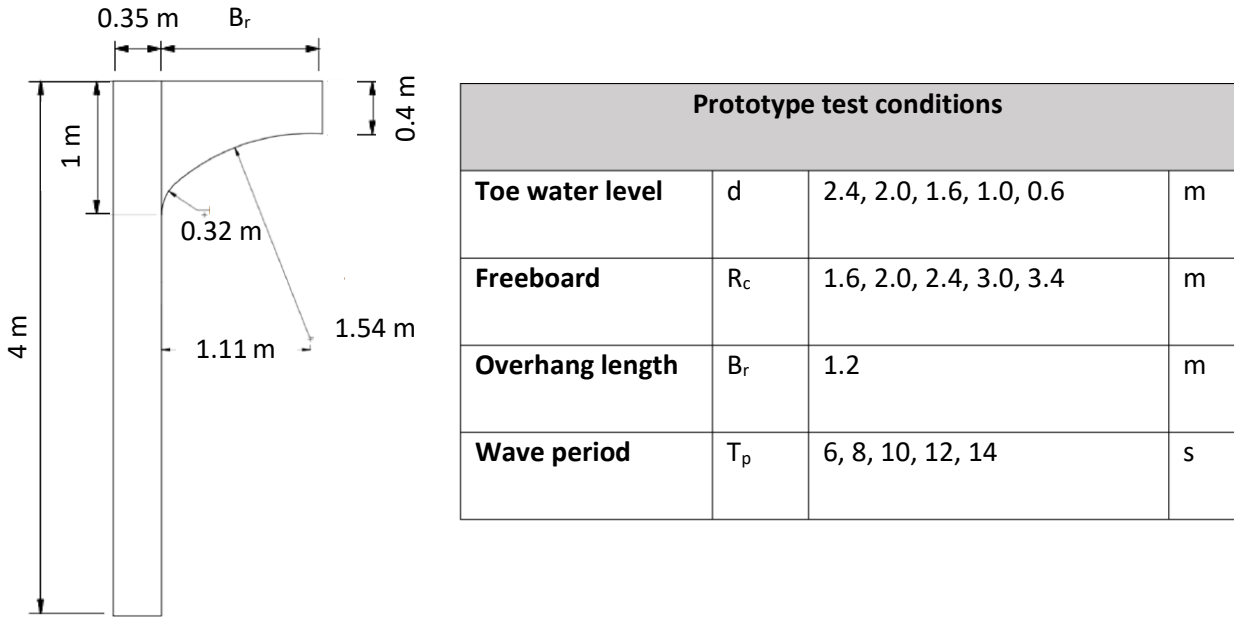 0.35 m
Br
0.4 m
1 m
0.32 m
1.54 m
1.11 m
4 m
Prototype test conditions
Toe water level d 2.4, 2.0, 1.6, 1.0, 0.6 m
Freeboard Rc 1.6, 2.0, 2.4, 3.0, 3.4 m
Overhang length Br 1.2 m
Wave period Tp 6, 8, 10, 12, 14 s